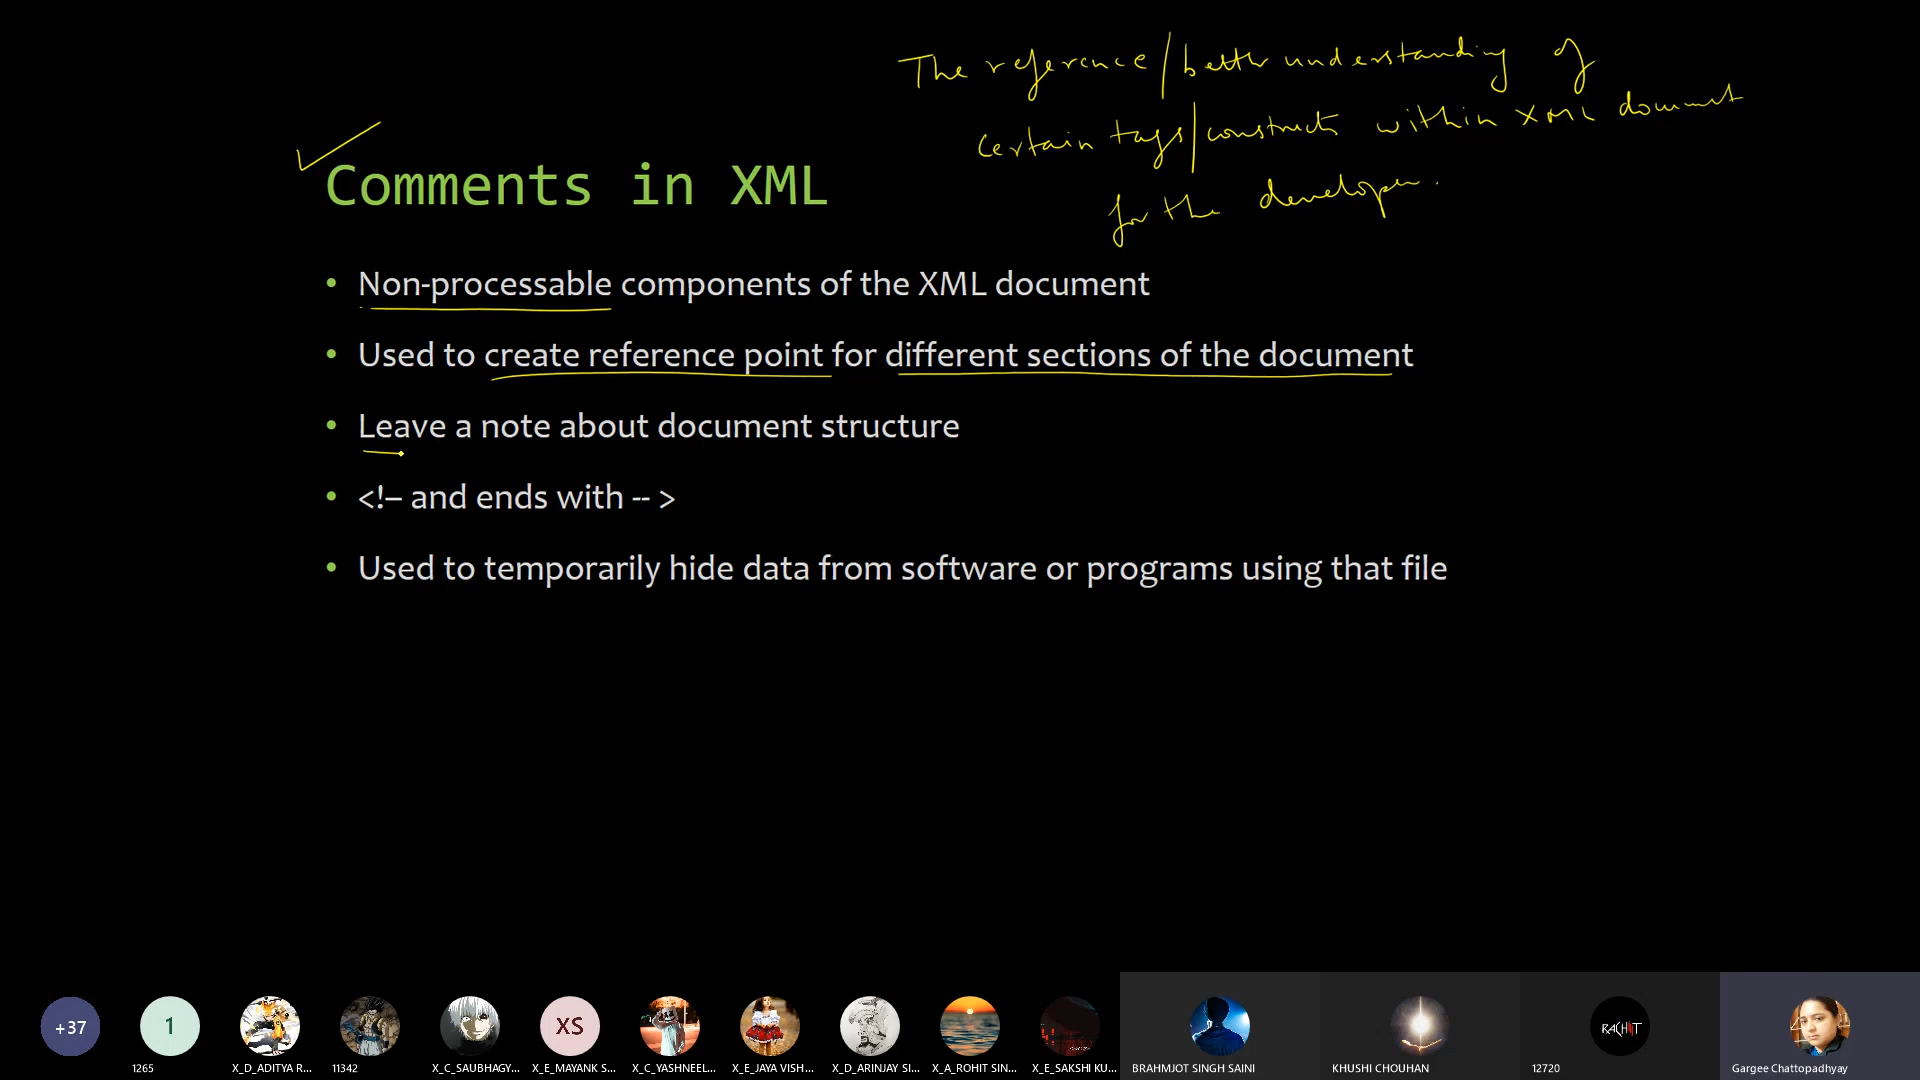 The reference/better understanding of
certain tags/constructs within XML document
for the developer.
Comments in XML
• Non-processable components of the XML document
• Used to create reference point for different sections of the document
• Leave a note about document structure
• <!– and ends with -- >
• Used to temporarily hide data from software or programs using that file
+37
1
XS
RACHIT
1265
X_D_ADITYA R...
11342
X_C_SAUBHAGY...
X_E_MAYANK S...
X_C_YASHNEEL...
X_E_JAYA VISH...
X_D_ARINJAY SI...
X_A_ROHIT SIN...
X_E_SAKSHI KU...
BRAHMJOT SINGH SAINI
KHUSHI CHOUHAN
12720
Gargee Chattopadhyay